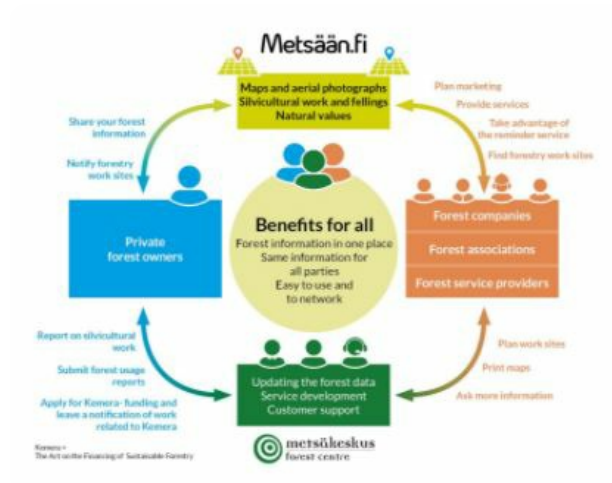 Metsään.fi
Maps and aerial photographs
Silvicultural work and fellings
Natural values
Share your forest
information
Notify forestry
work sites
Plan marketing
Provide services
Take advantage of
the reminder service
Find forestry work sites
Private
forest owners
Benefits for all
Forest information in one place
Same information for
all parties
Easy to use and
to network
Forest companies
Forest associations
Forest service providers
Report on silvicultural
work
Submit forest usage
reports
Apply for Kemera- funding and
leave a notification of work
related to Kemera
Updating the forest data
Service development
Customer support
Plan work sites
Print maps
Ask more information
Kemera =
The Act on the Financing of Sustainable Forestry
metsäkeskus
forest centre